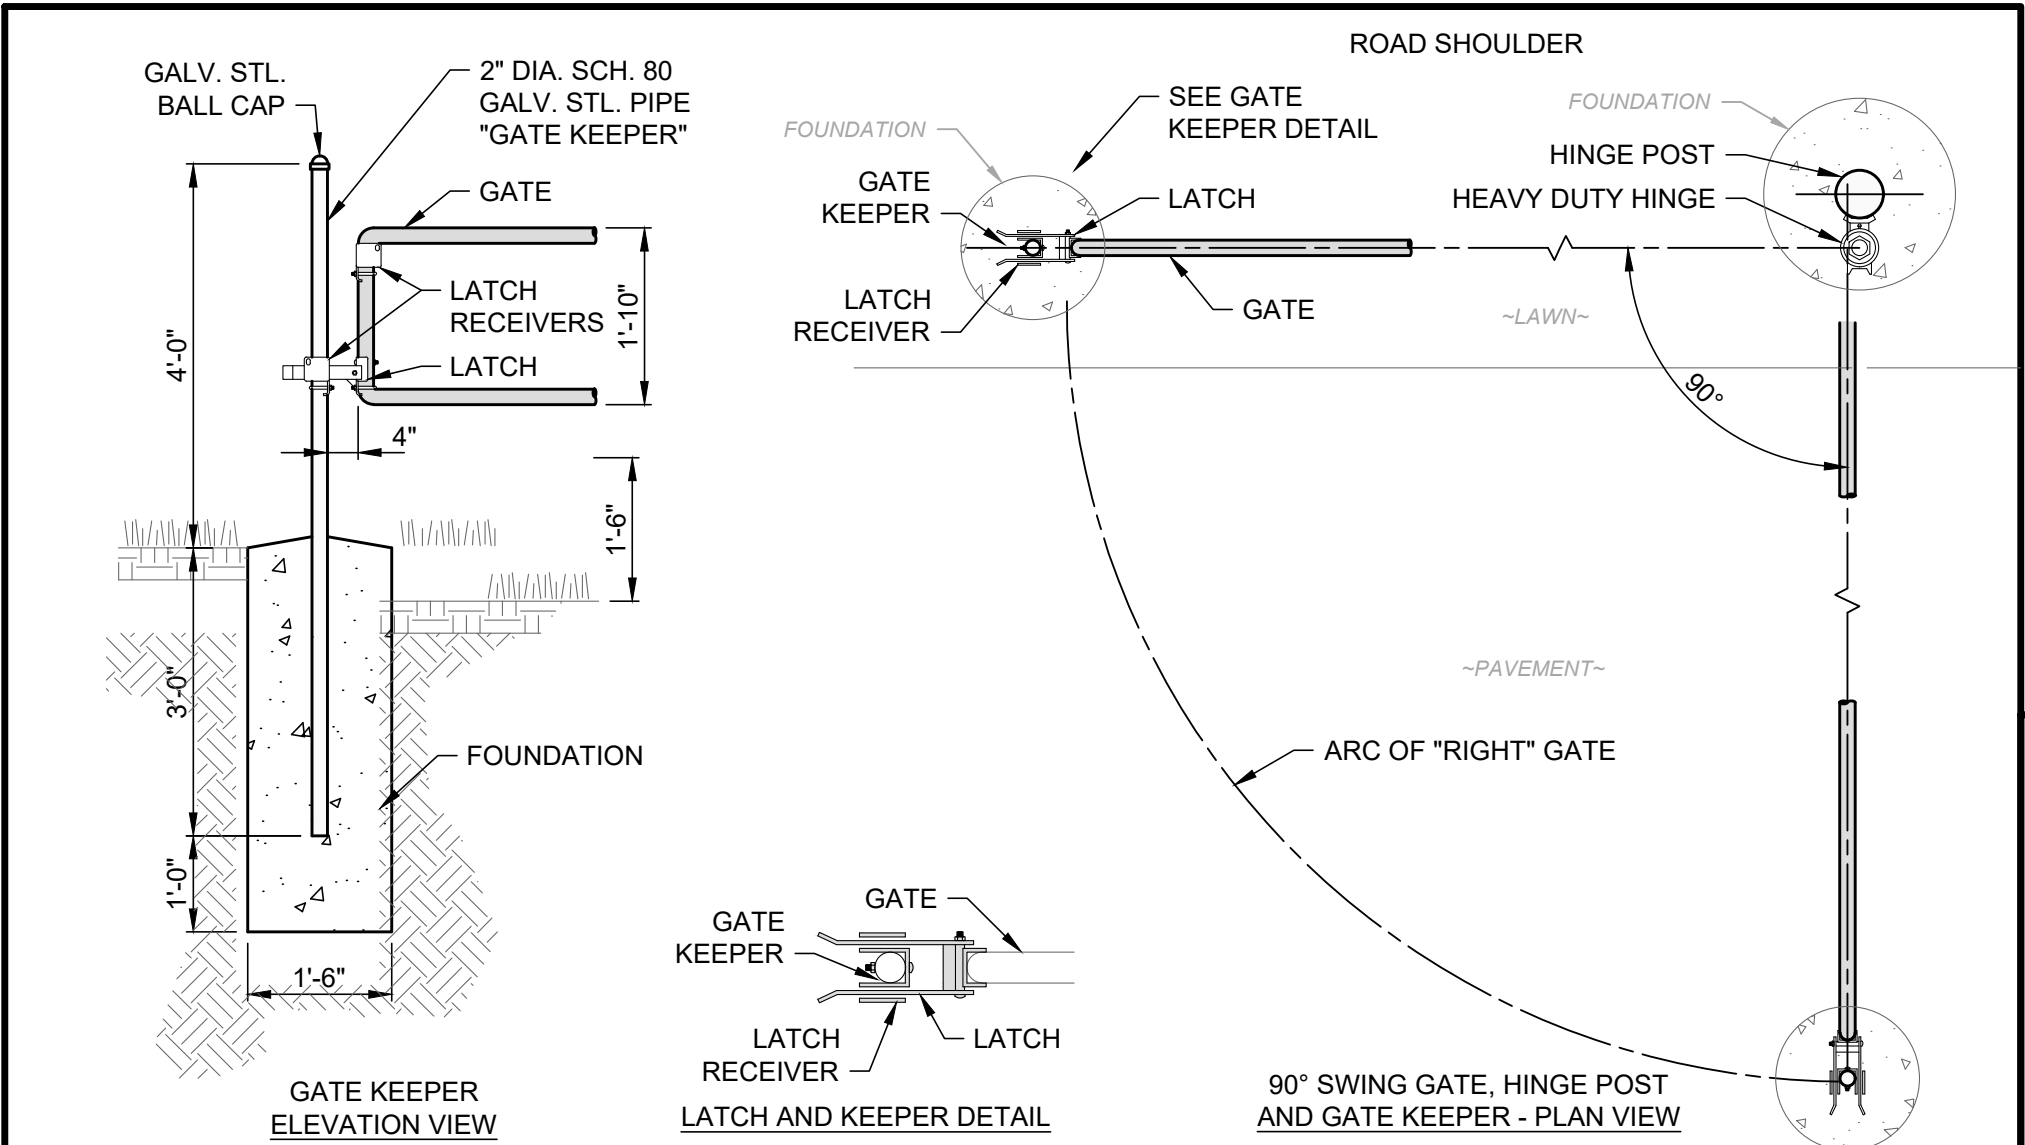 GALV. STL.
BALL CAP
2" DIA. SCH. 80
GALV. STL. PIPE
"GATE KEEPER"
GATE
LATCH
RECEIVERS
LATCH
4'-0"
1'-10"
4"
1'-6"
3'-0"
FOUNDATION
1'-0"
1'-6"
GATE KEEPER
ELEVATION VIEW
GATE
GATE
KEEPER
LATCH
RECEIVER
LATCH
LATCH AND KEEPER DETAIL
ROAD SHOULDER
SEE GATE
KEEPER DETAIL
FOUNDATION
FOUNDATION
HINGE POST
HEAVY DUTY HINGE
GATE
KEEPER
LATCH
LATCH
RECEIVER
GATE
~LAWN~
90°
~PAVEMENT~
ARC OF "RIGHT" GATE
90° SWING GATE, HINGE POST
AND GATE KEEPER - PLAN VIEW